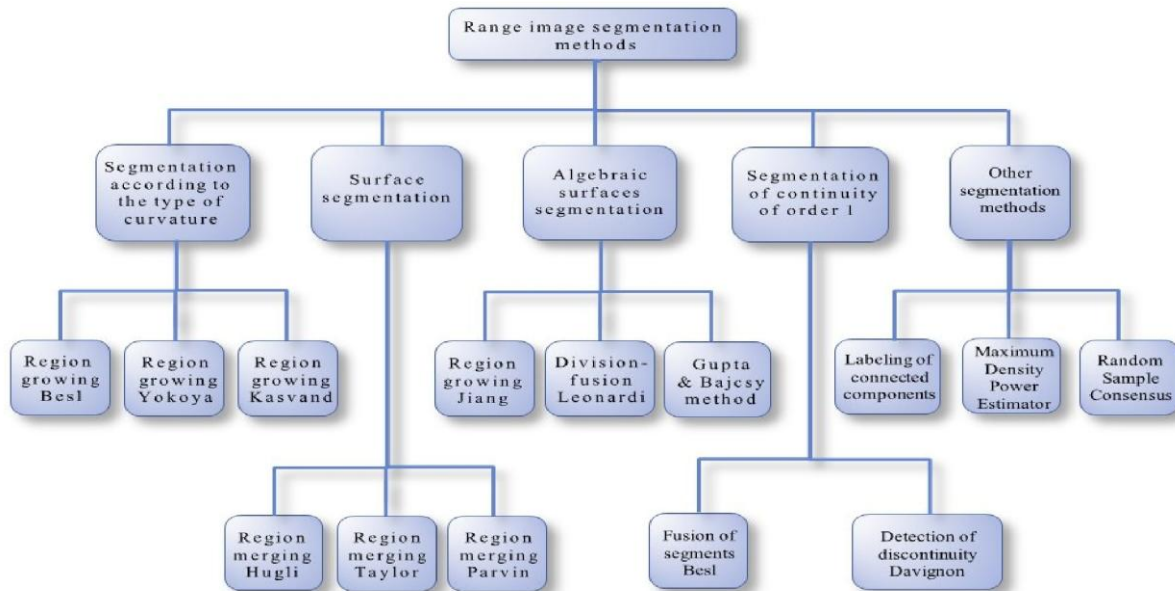 Range image segmentation
methods
Segmentation
according to
the type of
curvature
Surface
segmentation
Algebraic
surfaces
segmentation
Segmentation
of continuity
of order 1
Other
segmentation
methods
Region
growing
Besl
Region
growing
Yokoya
Region
growing
Kasvand
Region
growing
Jiang
Division-
fusion
Leonardi
Gupta
& Bajcsy
method
Labeling of
connected
components
Maximum
Density
Power
Estimator
Random
Sample
Consensus
Region
merging
Hugli
Region
merging
Taylor
Region
merging
Parvin
Fusion of
segments
Besl
Detection of
discontinuity
Davignon